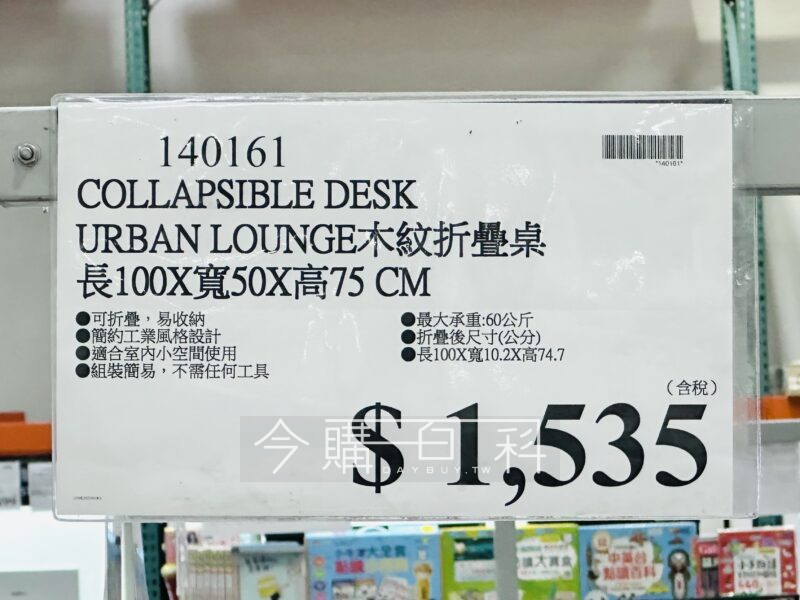 140161
*140161*
COLLAPSIBLE DESK
URBAN LOUNGE木紋折疊桌
長100X寬50X高75 CM
●可折疊，易收納
●簡約工業風格設計
●適合室內小空間使用
●組裝簡易，不需任何工具
●最大承重:60公斤
●折疊後尺寸(公分)
●長100X寬10.2X高74.7
（含稅）
$ 1,535
今購百科
DAYBUY.TW